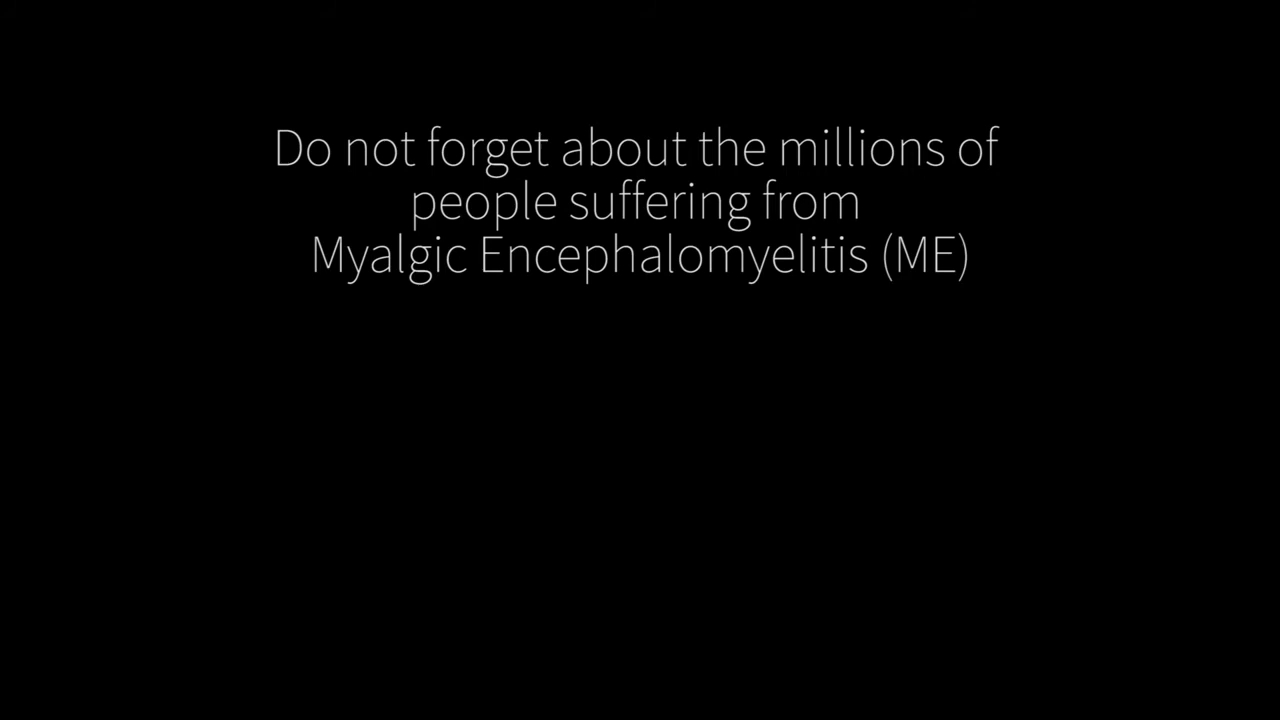 Do not forget about the millions of
people suffering from
Myalgic Encephalomyelitis (ME)